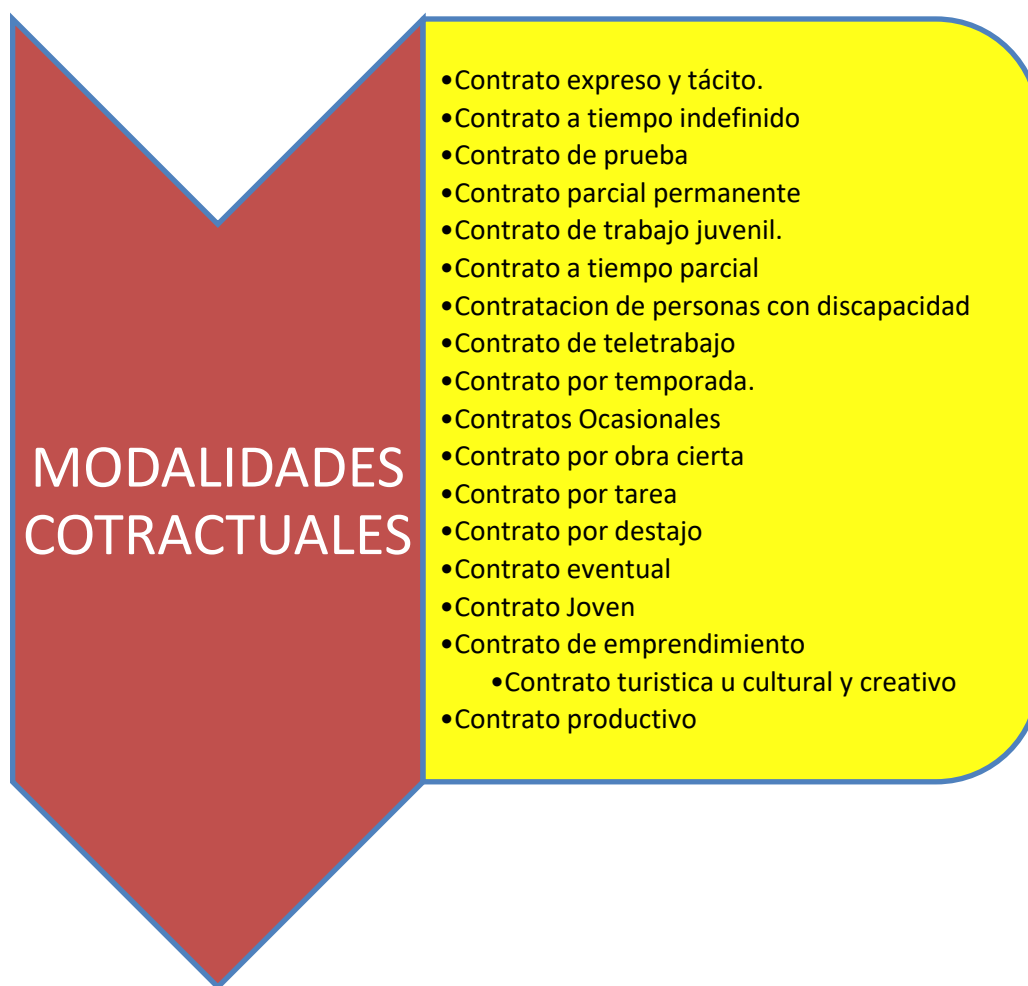 MODALIDADES
COTRACTUALES
•Contrato expreso y tácito.
•Contrato a tiempo indefinido
•Contrato de prueba
•Contrato parcial permanente
•Contrato de trabajo juvenil.
•Contrato a tiempo parcial
•Contratacion de personas con discapacidad
•Contrato de teletrabajo
•Contrato por temporada.
•Contratos Ocasionales
•Contrato por obra cierta
•Contrato por tarea
•Contrato por destajo
•Contrato eventual
•Contrato Joven
•Contrato de emprendimiento
•Contrato turistica u cultural y creativo
•Contrato productivo